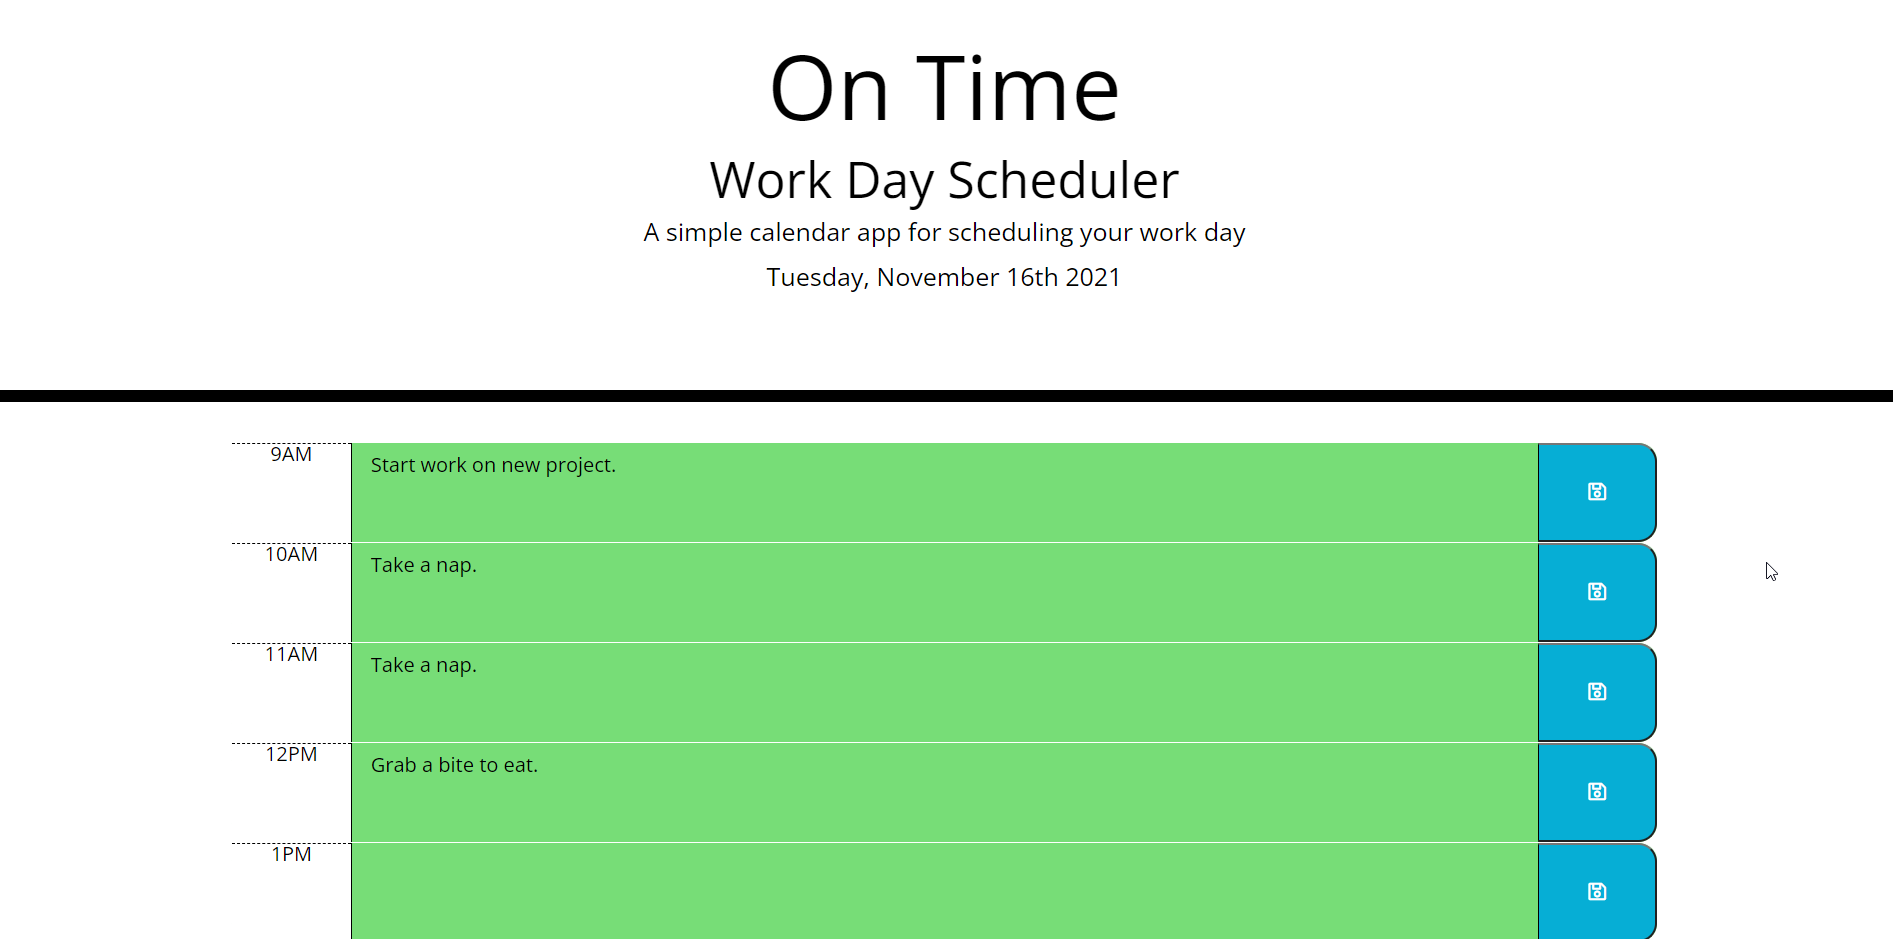 On Time
Work Day Scheduler
A simple calendar app for scheduling your work day
Tuesday, November 16th 2021
9AM
Start work on new project.
10AM
Take a nap.
11AM
Take a nap.
12PM
Grab a bite to eat.
1PM